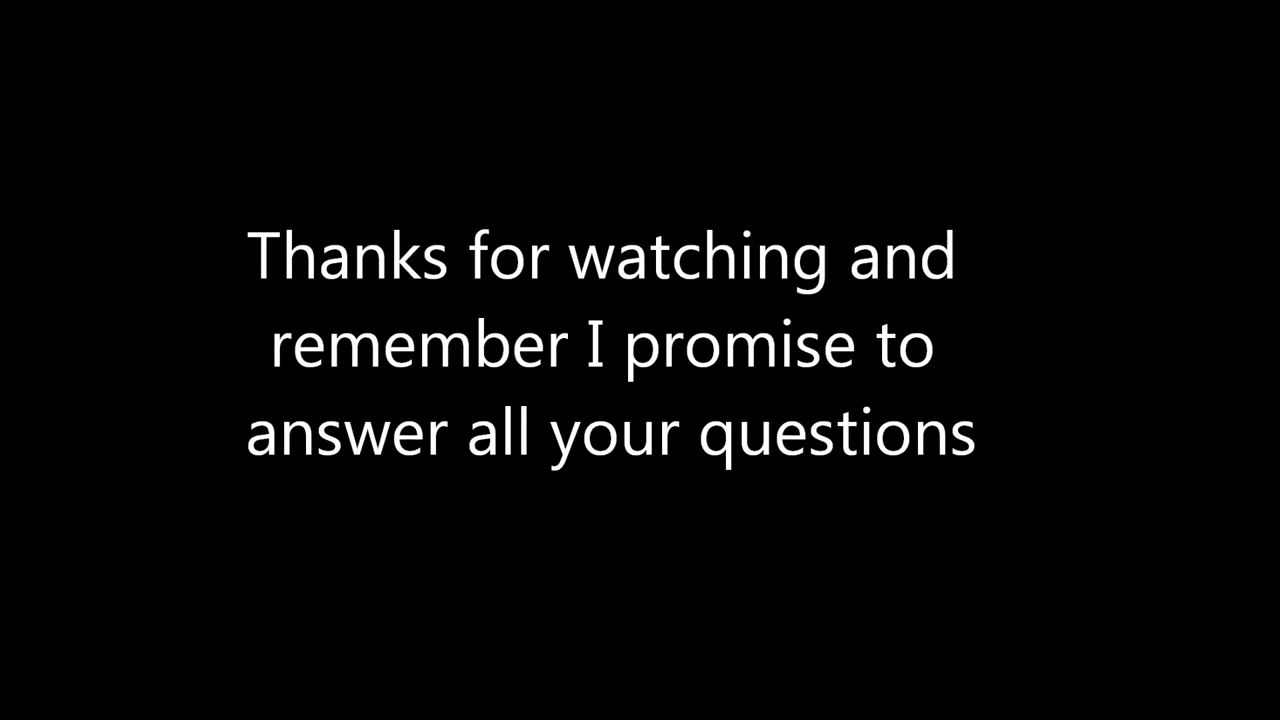 Thanks for watching and
remember I promise to
answer all your questions